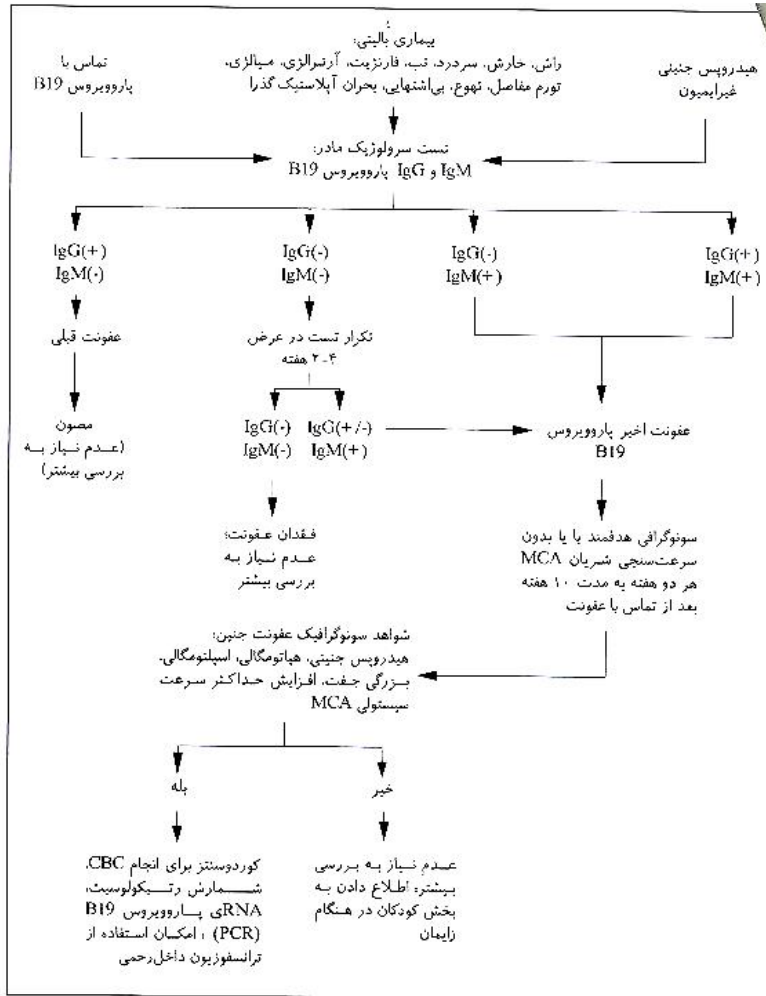 بیماری بالینی:
راش، خارش، سردرد، تب، فارنژیت، آرترالژی، میالژی،
تورم مفاصل، تهوع، بی‌اشتهایی، بحران آپلاستیک گذرا
هیدروپس جنینی
غیرایمیون
تماس با
پاروویروس B19
تست سرولوژیک مادر:
IgM و IgG پاروویروس B19
IgG(+)
IgM(+)
IgG(-)
IgM(+)
IgG(-)
IgM(-)
IgG(+)
IgM(-)
تکرار تست در عرض
۲-۴ هفته
عفونت قبلی
مصون
(عدم نیاز به
بررسی بیشتر)
IgG(+/-)
IgM(+)
IgG(-)
IgM(-)
عفونت اخیر پاروویروس
B19
فقدان عفونت؛
عدم نیاز به
بررسی بیشتر
سونوگرافی هدفمند با یا بدون
سرعت‌سنجی شریان MCA
هر دو هفته به مدت ۱۰ هفته
بعد از تماس یا عفونت
شواهد سونوگرافیک عفونت جنین:
هیدروپس جنینی، هپاتومگالی، اسپلنومگالی،
بزرگی جفت، افزایش حداکثر سرعت
سیستولی MCA
خیر
بله
عدم نیاز به بررسی
بیشتر؛ اطلاع دادن به
بخش کودکان در هنگام
زایمان
کوردوسنتز برای انجام CBC،
شمارش رتیکولوسیت،
RNAی پاروویروس B19
(PCR)؛ امکان استفاده از
ترانسفوزیون داخل‌رحمی